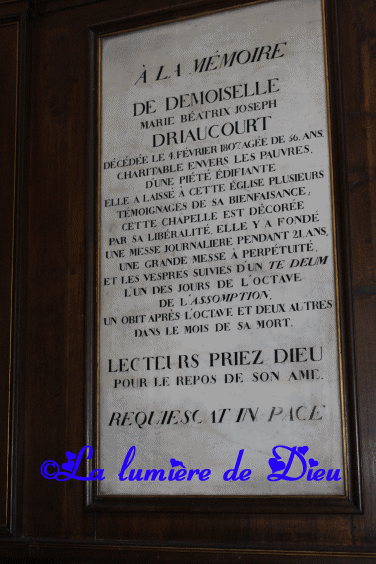 À LA MÉMOIRE
DE DEMOISELLE
MARIE BÉATRIX JOSEPH
DRIAUCOURT
DÉCÉDÉE LE 4. FÉVRIER AGÉE DE 56. ANS.
CHARITABLE ENVERS LES PAUVRES,
D'UNE PIÉTÉ ÉDIFIANTE
ELLE A LAISSÉ À CETTE ÉGLISE PLUSIEURS
TÉMOIGNAGES DE SA BIENFAISANCE;
CETTE CHAPELLE EST DÉCORÉE
PAR SA LIBÉRALITÉ. ELLE Y A FONDÉ
UNE MESSE JOURNALIERE PENDANT 21.ANS,
UNE GRANDE MESSE À PERPÉTUITÉ,
ET LES VESPRES SUIVIES D'UN TE DEUM
L'UN DES JOURS DE L'OCTAVE
DE L'ASSOMPTION,
UN OBIT APRÉS L'OCTAVE ET DEUX AUTRES
DANS LE MOIS DE SA MORT.
LECTEURS PRIEZ DIEU
POUR LE REPOS DE SON AME.
REQUIESCAT IN PACE
©La lumière de Dieu